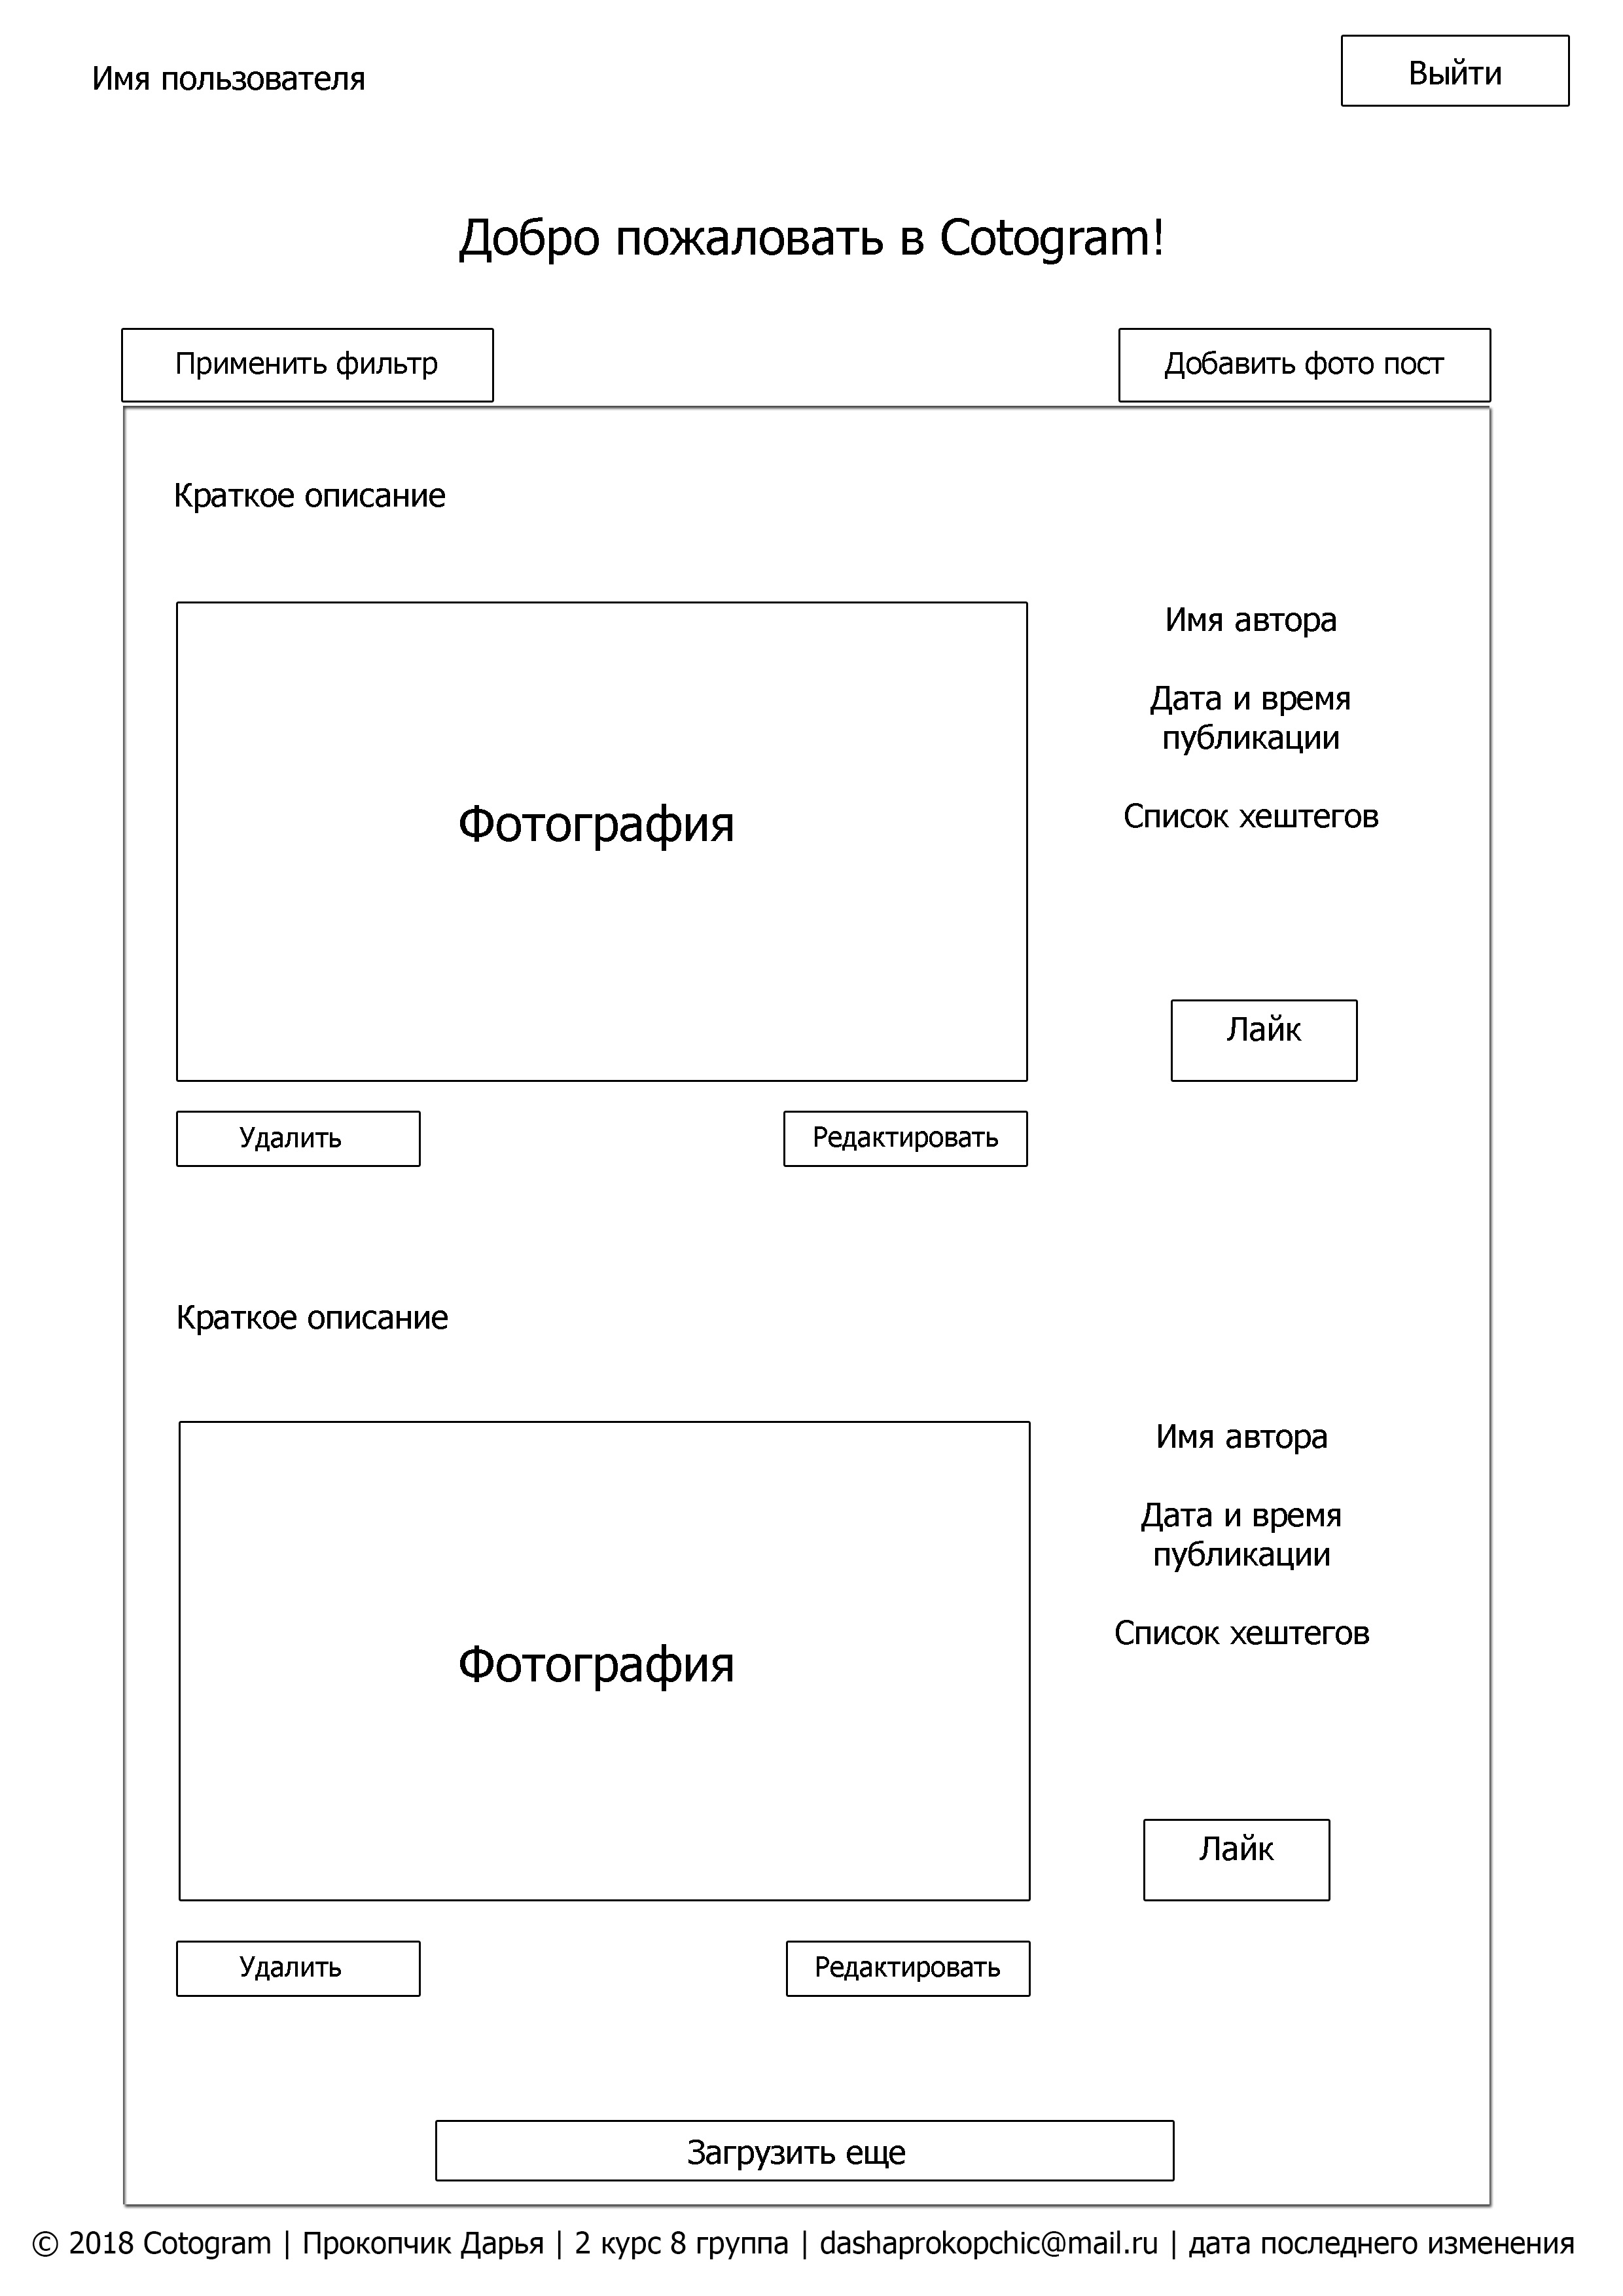 Имя пользователя
Выйти
Добро пожаловать в Cotogram!
Применить фильтр
Добавить фото пост
Краткое описание
Фотография
Имя автора
Дата и время
публикации
Список хештегов
Лайк
Удалить
Редактировать
Краткое описание
Фотография
Имя автора
Дата и время
публикации
Список хештегов
Лайк
Удалить
Редактировать
Загрузить еще
© 2018 Cotogram | Прокопчик Дарья | 2 курс 8 группа | dashaprokopchic@mail.ru | дата последнего изменения